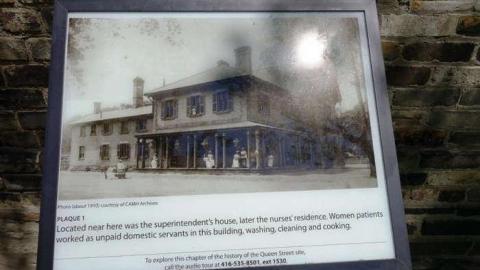 Photo (about 1910) courtesy of CAMH Archives
PLAQUE 1
Located near here was the superintendent's house, later the nurses' residence. Women patients
worked as unpaid domestic servants in this building, washing, cleaning and cooking.
To explore this chapter of the history of the Queen Street site,
call the audio tour at 416-535-8501, ext 1530.